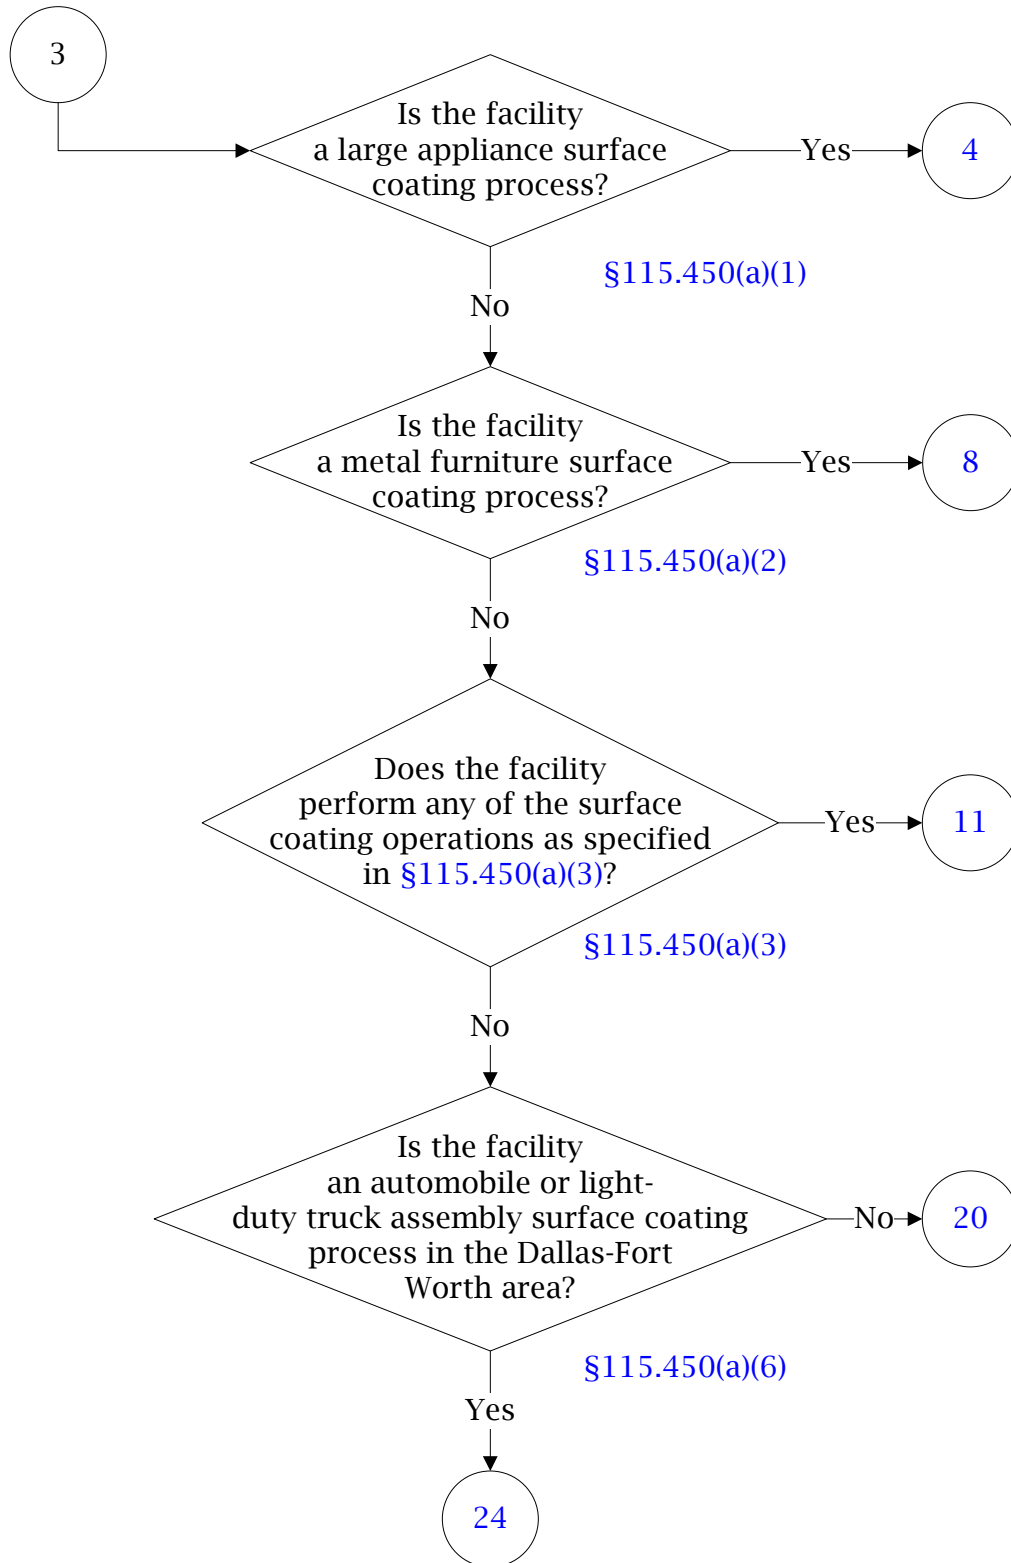 3
Is the facility
a large appliance surface
coating process?
Yes
4
§115.450(a)(1)
No
Is the facility
a metal furniture surface
coating process?
Yes
8
§115.450(a)(2)
No
Does the facility
perform any of the surface
coating operations as specified
in §115.450(a)(3)?
Yes
11
§115.450(a)(3)
No
Is the facility
an automobile or light-
duty truck assembly surface coating
process in the Dallas-Fort
Worth area?
No
20
§115.450(a)(6)
Yes
24